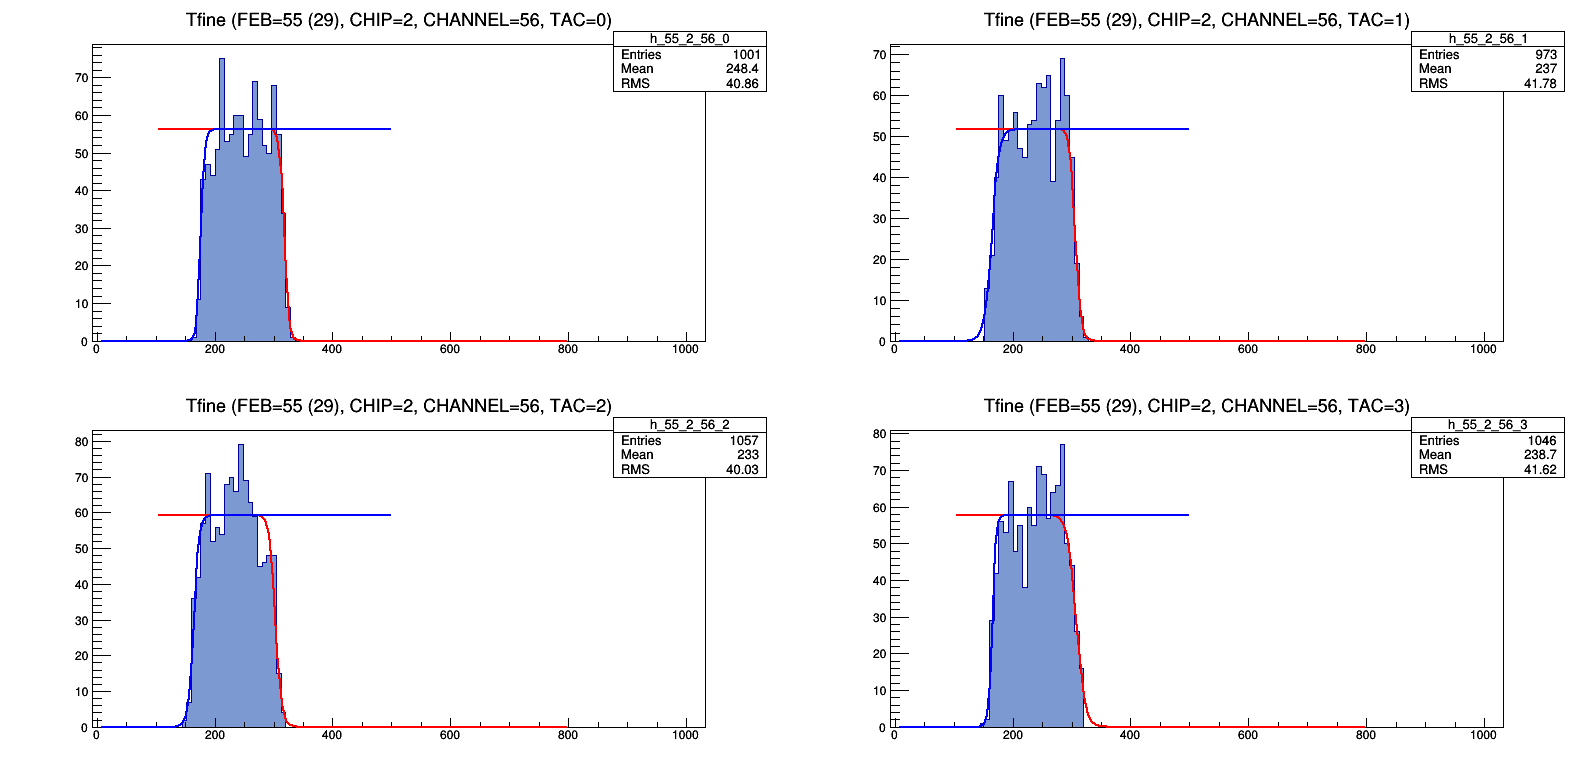 Tfine (FEB=55 (29), CHIP=2, CHANNEL=56, TAC=0)
h_55_2_56_0
Entries 1001
Mean 248.4
RMS 40.86
70
60
50
40
30
20
10
0
0 200 400 600 800 1000
Tfine (FEB=55 (29), CHIP=2, CHANNEL=56, TAC=1)
h_55_2_56_1
Entries 973
Mean 237
RMS 41.78
70
60
50
40
30
20
10
0
0 200 400 600 800 1000
Tfine (FEB=55 (29), CHIP=2, CHANNEL=56, TAC=2)
h_55_2_56_2
Entries 1057
Mean 233
RMS 40.03
80
70
60
50
40
30
20
10
0
0 200 400 600 800 1000
Tfine (FEB=55 (29), CHIP=2, CHANNEL=56, TAC=3)
h_55_2_56_3
Entries 1046
Mean 238.7
RMS 41.62
80
70
60
50
40
30
20
10
0
0 200 400 600 800 1000